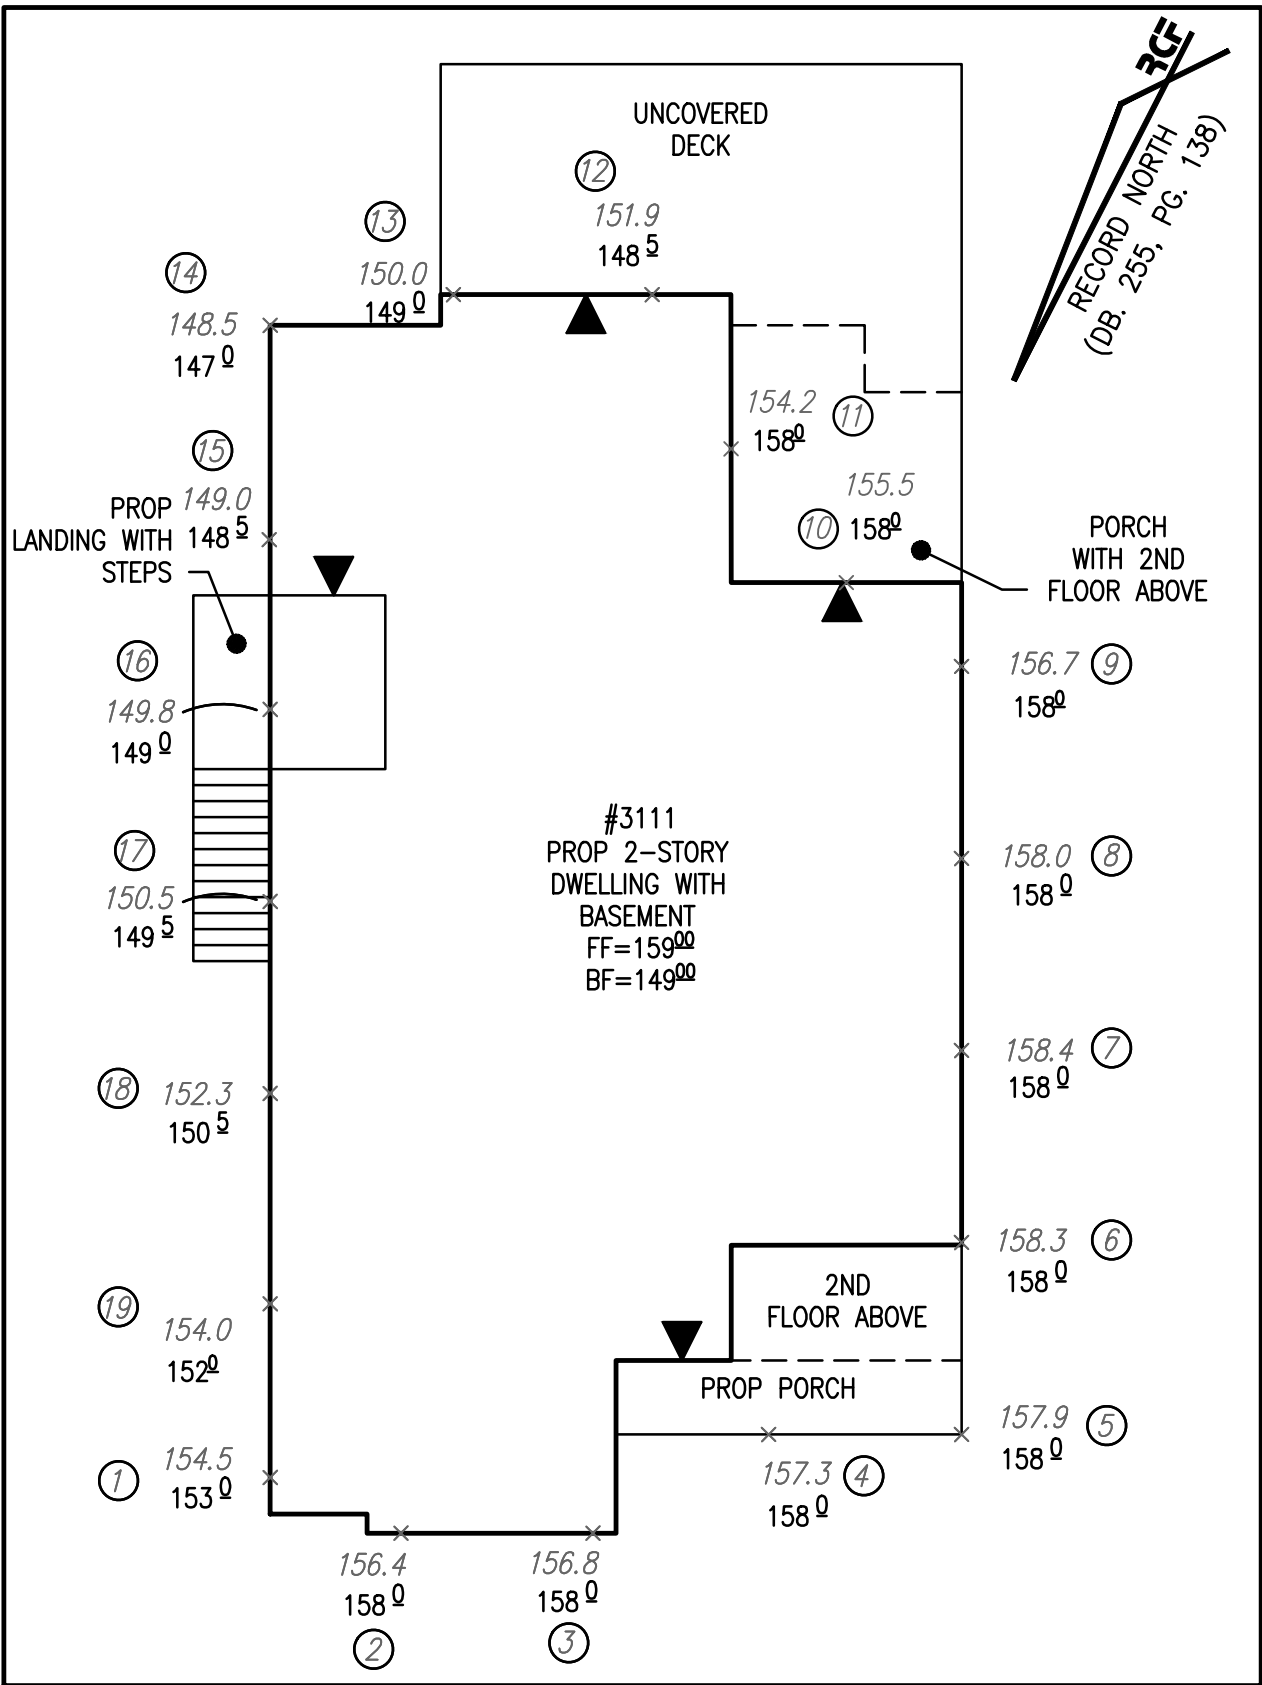 RCF
RECORD NORTH
(DB. 255, PG. 138)
UNCOVERED
DECK
12
151.9
148 5
13
150.0
149 0
14
148.5
147 0
154.2 11
158 0
15
149.0
148 5
PROP
LANDING WITH
STEPS
155.5
10 158 0
PORCH
WITH 2ND
FLOOR ABOVE
16
149.8
149 0
156.7 9
158 0
17
150.5
149 5
#3111
PROP 2-STORY
DWELLING WITH
BASEMENT
FF=159 00
BF=149 00
158.0 8
158 0
158.4 7
158 0
18 152.3
150 5
158.3 6
158 0
2ND
FLOOR ABOVE
19
154.0
152 0
PROP PORCH
157.9 5
158 0
1 154.5
153 0
157.3 4
158 0
156.4
158 0
2
156.8
158 0
3